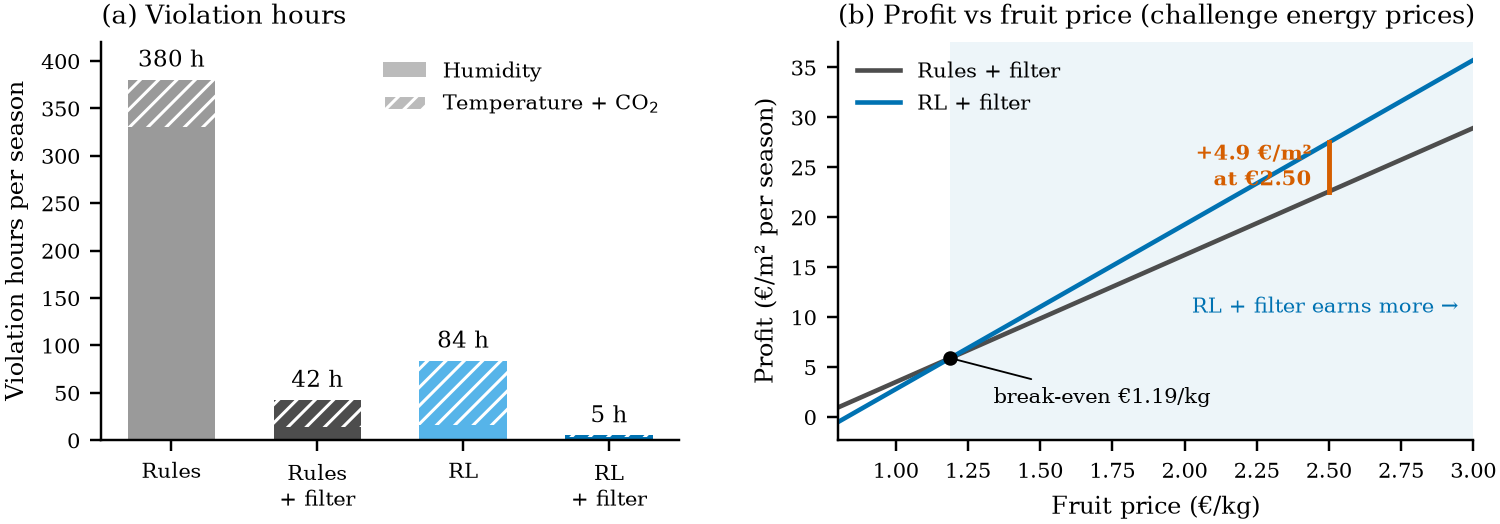 (a) Violation hours
Violation hours per season
400
350
300
250
200
150
100
50
0
380 h
42 h
84 h
5 h
Humidity
Temperature + CO₂
Rules
Rules
+ filter
RL
RL
+ filter
(b) Profit vs fruit price (challenge energy prices)
Profit (€/m² per season)
35
30
25
20
15
10
5
0
Rules + filter
RL + filter
+4.9 €/m²
at €2.50
RL + filter earns more →
break-even €1.19/kg
1.00 1.25 1.50 1.75 2.00 2.25 2.50 2.75 3.00
Fruit price (€/kg)